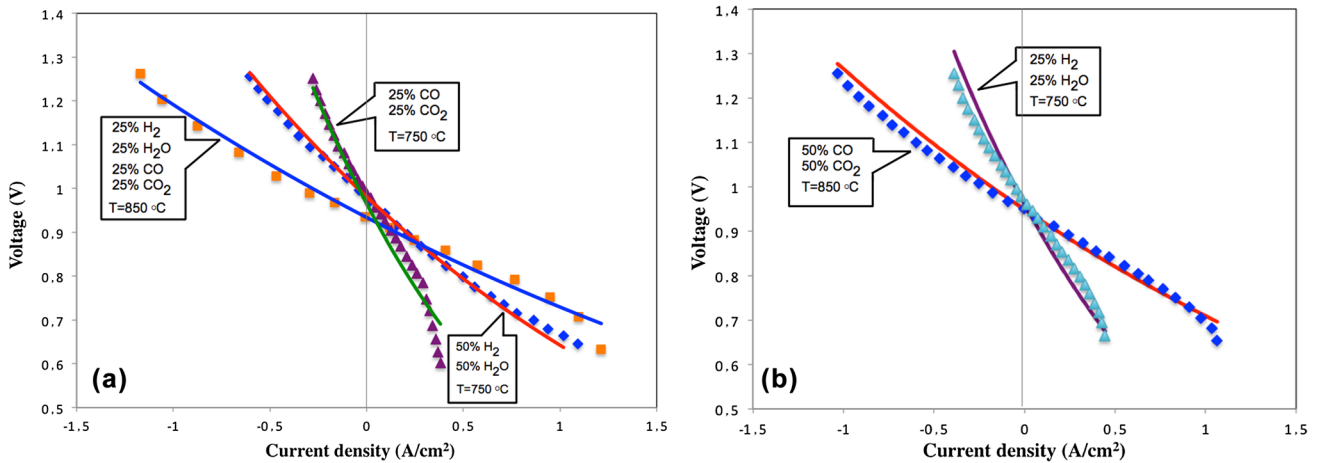 1.4
1.3
1.2
1.1
1
0.9
0.8
0.7
0.6
0.5
-1.5
-1
-0.5
0
0.5
1
1.5
Voltage (V)
Current density (A/cm²)
(a)
25% H₂
25% H₂O
25% CO
25% CO₂
T=850 °C
25% CO
25% CO₂
T=750 °C
50% H₂
50% H₂O
T=750 °C
1.4
1.3
1.2
1.1
1
0.9
0.8
0.7
0.6
0.5
-1.5
-1
-0.5
0
0.5
1
1.5
Voltage (V)
Current density (A/cm²)
(b)
25% H₂
25% H₂O
T=750 °C
50% CO
50% CO₂
T=850 °C